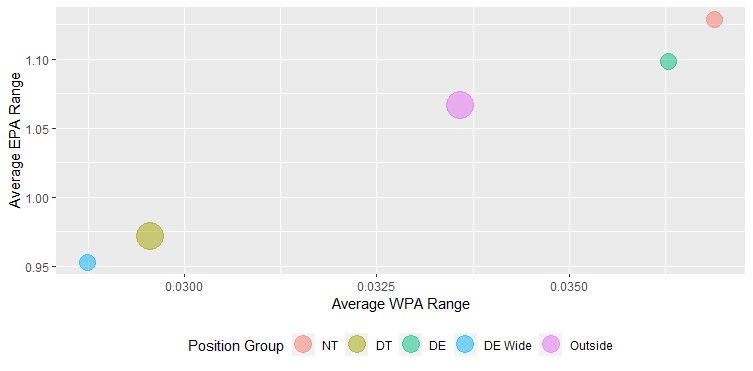 Average EPA Range
1.10
1.05
1.00
0.95
0.0300 0.0325 0.0350
Average WPA Range
Position Group NT DT DE DE Wide Outside